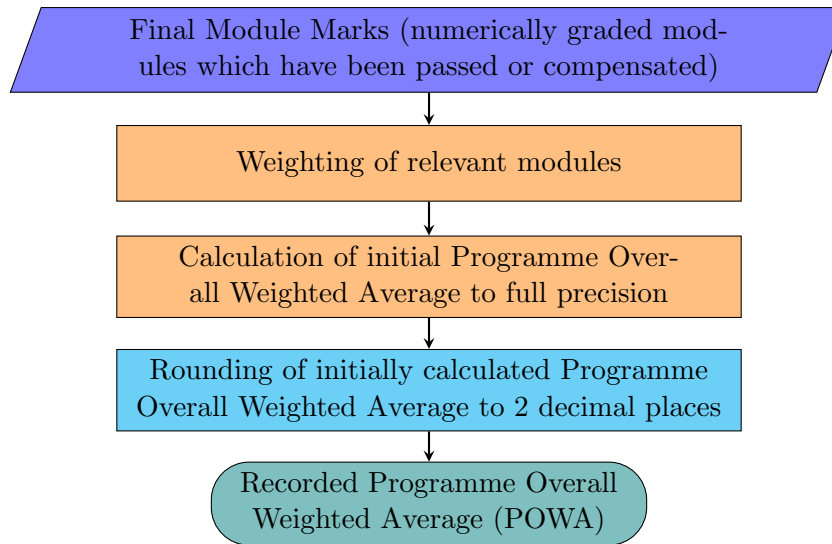 Final Module Marks (numerically graded mod-
ules which have been passed or compensated)
Weighting of relevant modules
Calculation of initial Programme Over-
all Weighted Average to full precision
Rounding of initially calculated Programme
Overall Weighted Average to 2 decimal places
Recorded Programme Overall
Weighted Average (POWA)